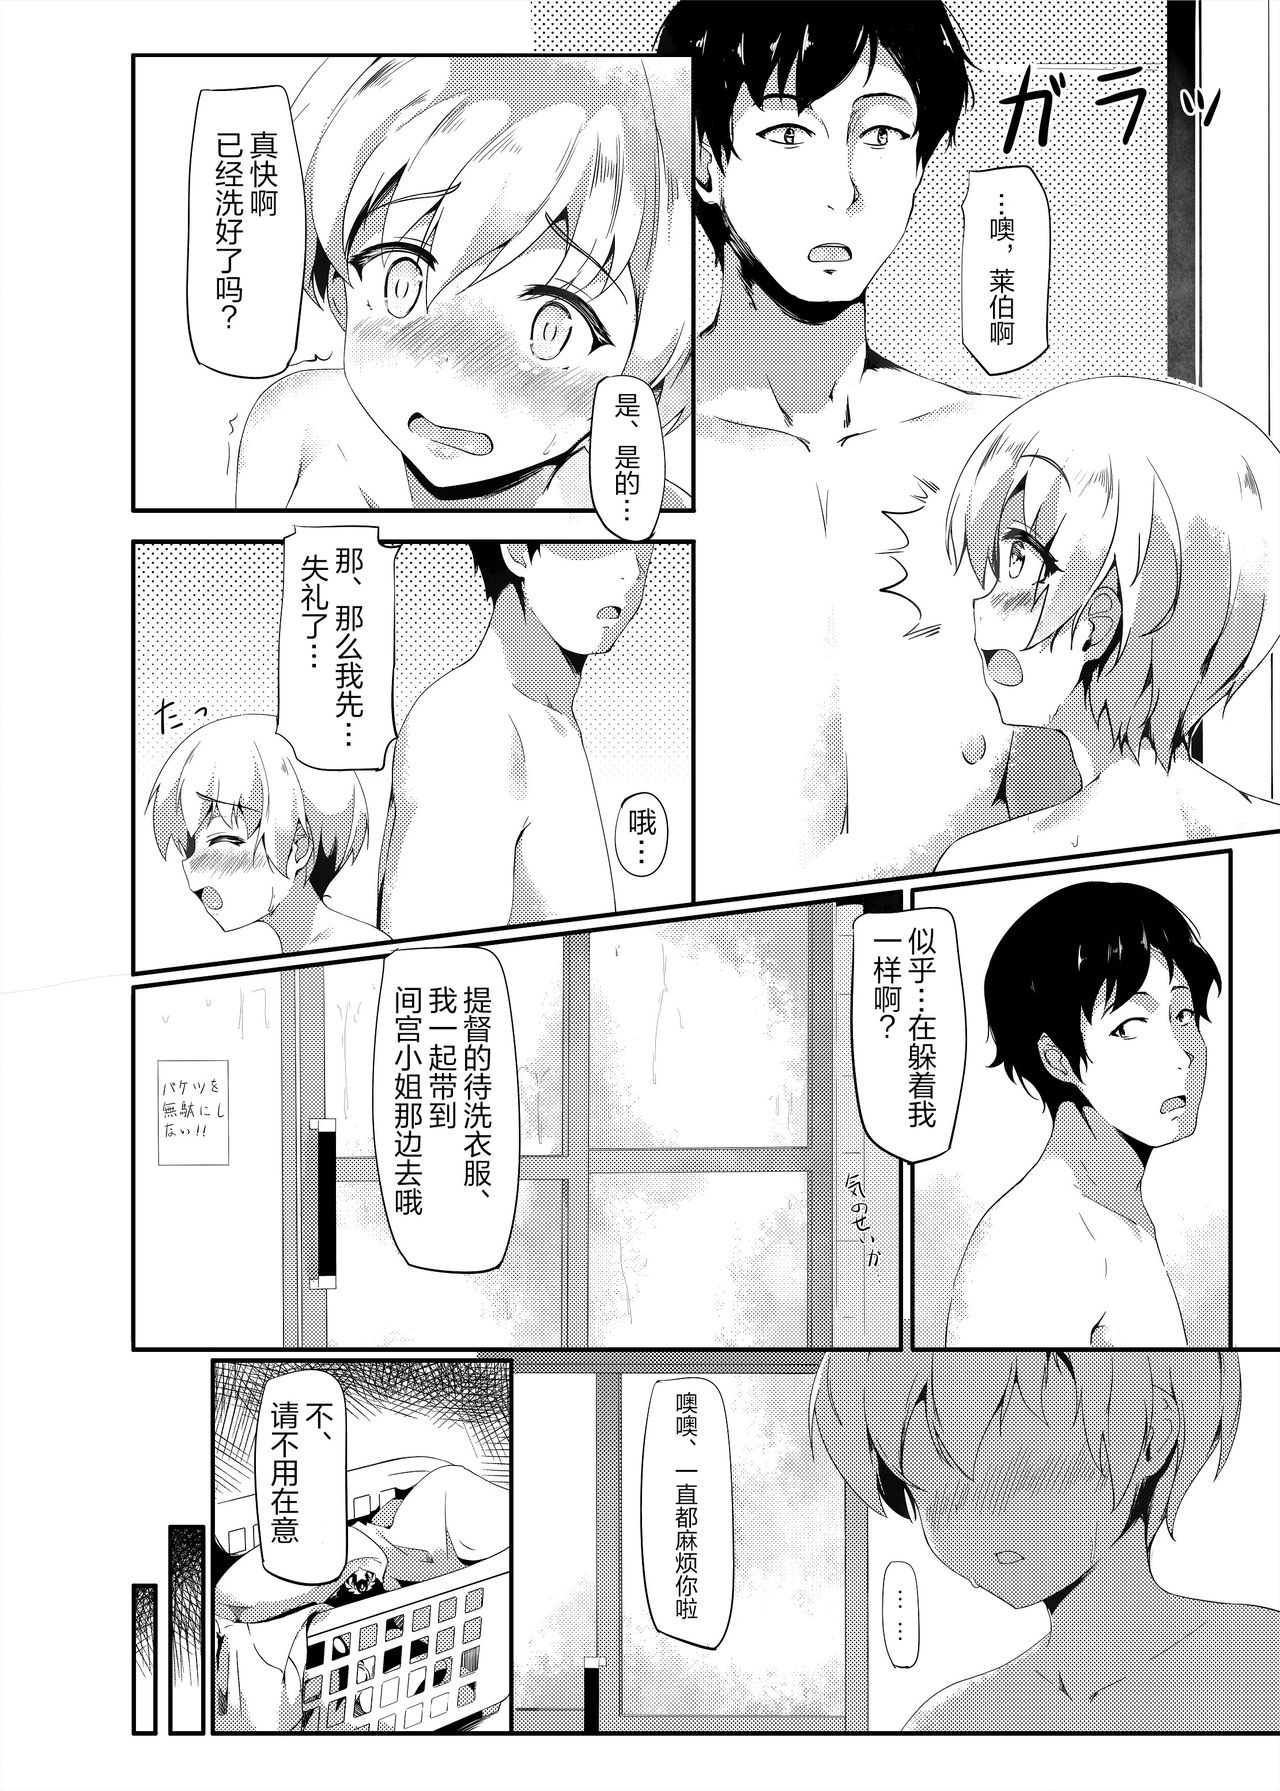 ガラッ
…噢，莱伯啊
真快啊
已经洗好了吗？
是、是的…
那、那么我先…
失礼了…
たっ
哦…
似乎…在躲着我
一样啊？
気のせいか…
提督的待洗衣服、
我一起带到
间宫小姐那边去哦
バケツを
無駄にし
ない!!
噢噢、一直都麻烦你啦
……
不、
请不用在意